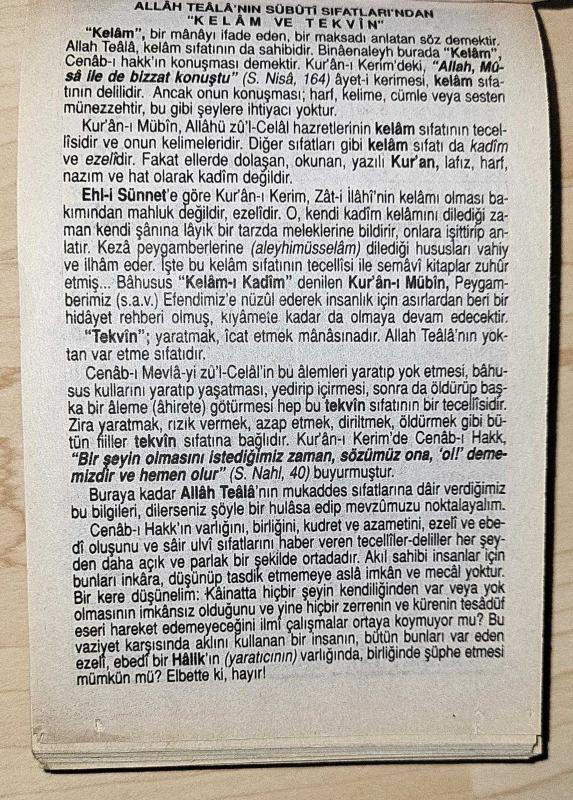 ALLÂH TEÂLÂ'NIN SÜBÛTÎ SIFATLARI'NDAN
"KELÂM VE TEKVÎN"
"Kelâm", bir mânâyı ifade eden, bir maksadı anlatan söz demektir.
Allah Teâlâ, kelâm sıfatının da sahibidir. Binâenaleyh burada "Kelâm",
Cenâb-ı hakk'ın konuşması demektir. Kur'ân-ı Kerim'deki, "Allah, Mû-
sâ ile de bizzat konuştu" (S. Nisâ, 164) âyet-i kerimesi, kelâm sıfa-
tının delilidir. Ancak onun konuşması; harf, kelime, cümle veya sesten
münezzehtir, bu gibi şeylere ihtiyacı yoktur.
Kur'ân-ı Mübîn, Allâhü zû'l-Celâl hazretlerinin kelâm sıfatının tecel-
lîsidir ve onun kelimeleridir. Diğer sıfatları gibi kelâm sıfatı da kadîm
ve ezelîdir. Fakat ellerde dolaşan, okunan, yazılı Kur'an, lafız, harf,
nazım ve hat olarak kadîm değildir.
Ehl-i Sünnet'e göre Kur'ân-ı Kerim, Zât-i İlâhî'nin kelâmı olması ba-
kımından mahluk değildir, ezelîdir. O, kendi kadîm kelâmını dilediği za-
man kendi şânına lâyık bir tarzda meleklerine bildirir, onlara işittirip an-
latır. Kezâ peygamberlerine (aleyhimüsselâm) dilediği hususları vahiy
ve ilhâm eder. İşte bu kelâm sıfatının tecellîsi ile semâvî kitaplar zuhûr
etmiş... Bâhusus "Kelâm-ı Kadîm" denilen Kur'ân-ı Mübîn, Peygam-
berimiz (s.a.v.) Efendimiz'e nüzûl ederek insanlık için asırlardan beri bir
hidâyet rehberi olmuş, kıyâmete kadar da olmaya devam edecektir.
"Tekvîn"; yaratmak, îcat etmek mânâsınadır. Allah Teâlâ'nın yok-
tan var etme sıfatıdır.
Cenâb-ı Mevlâ-yi zû'l-Celâl'in bu âlemleri yaratıp yok etmesi, bâhu-
sus kullarını yaratıp yaşatması, yedirip içirmesi, sonra da öldürüp baş-
ka bir âleme (âhirete) götürmesi hep bu tekvîn sıfatının bir tecellîsidir.
Zira yaratmak, rızık vermek, azap etmek, diriltmek, öldürmek gibi bü-
tün fiiller tekvîn sıfatına bağlıdır. Kur'ân-ı Kerim'de Cenâb-ı Hakk,
"Bir şeyin olmasını istediğimiz zaman, sözümüz ona, 'ol!' deme-
mizdir ve hemen olur" (S. Nahl, 40) buyurmuştur.
Buraya kadar Allâh Teâlâ'nın mukaddes sıfatlarına dâir verdiğimiz
bu bilgileri, dilerseniz şöyle bir hulâsa edip mevzûmuzu noktalayalım.
Cenâb-ı Hakk'ın varlığını, birliğini, kudret ve azametini, ezelî ve ebe-
dî oluşunu ve sâir ulvî sıfatlarını haber veren tecellîler-deliller her şey-
den daha açık ve parlak bir şekilde ortadadır. Akıl sahibi insanlar için
bunları inkâra, düşünüp tasdik etmemeye aslâ imkân ve mecâl yoktur.
Bir kere düşünelim: Kâinatta hiçbir şeyin kendiliğinden var veya yok
olmasının imkânsız olduğunu ve yine hiçbir zerrenin ve kürenin tesâdüf
eseri hareket edemeyeceğini ilmî çalışmalar ortaya koymuyor mu? Bu
vaziyet karşısında aklını kullanan bir insanın, bütün bunları var eden
ezelî, ebedî bir Hâlik'ın (yaratıcının) varlığında, birliğinde şüphe etmesi
mümkün mü? Elbette ki, hayır!